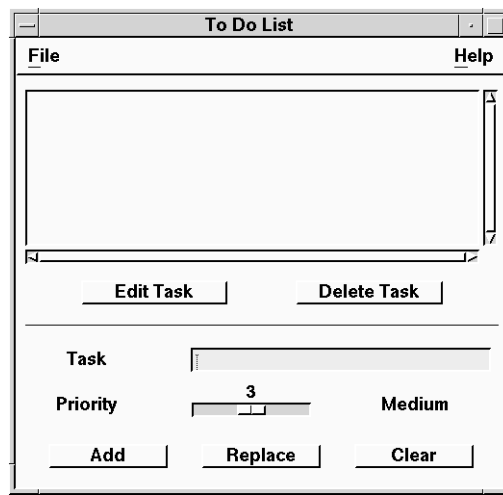 To Do List
File Help
Edit Task Delete Task
Task
3
Priority Medium
Add Replace Clear